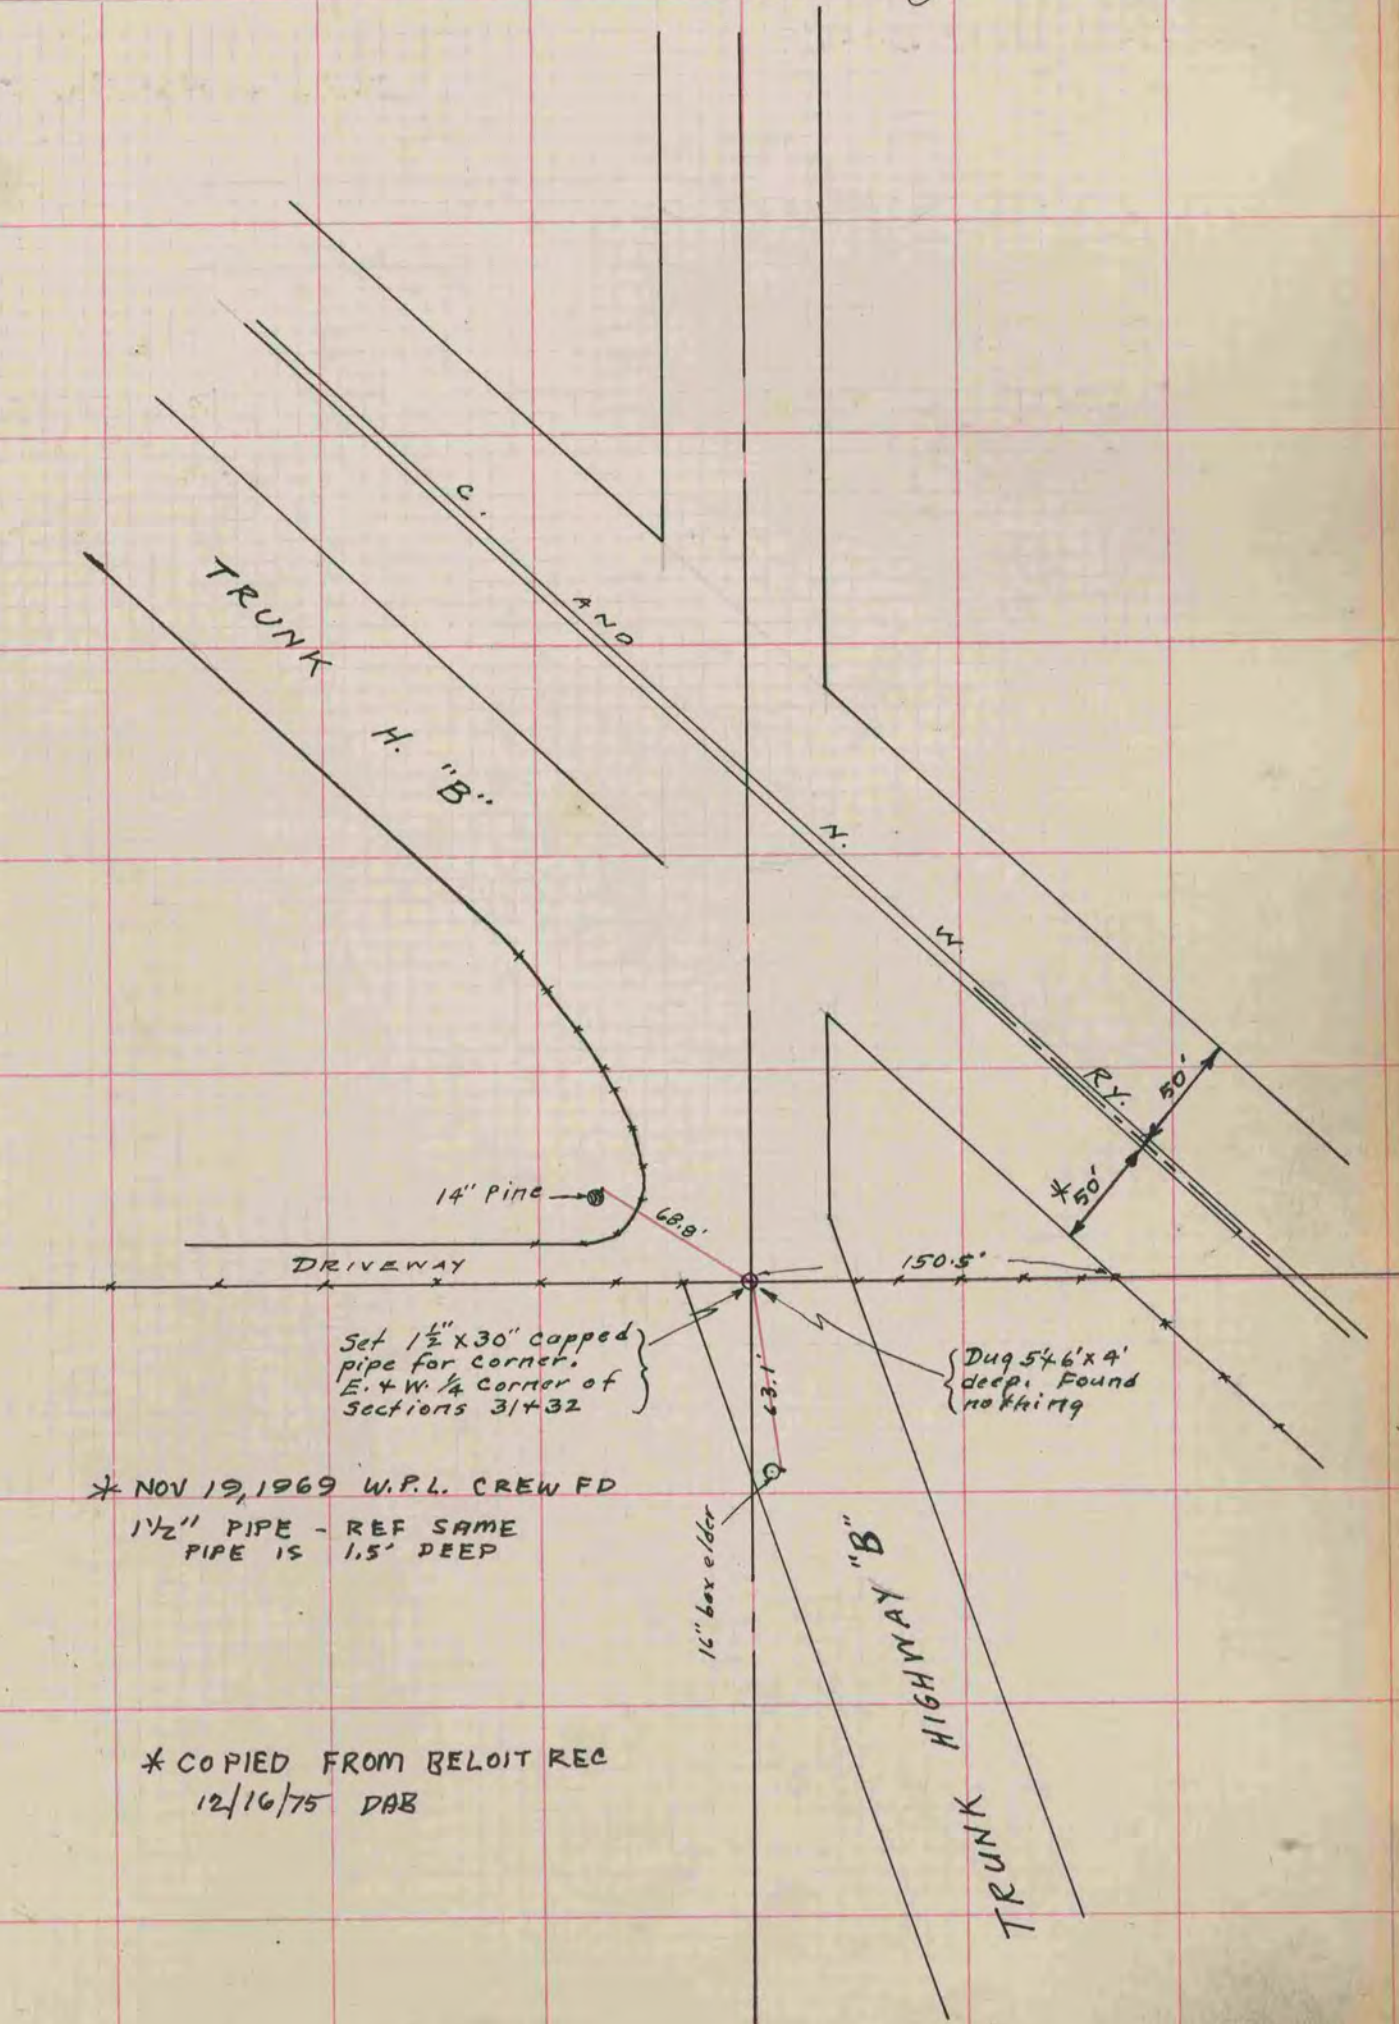 C. AND N. W. RY.
TRUNK H. "B"
50'
*50'
14" Pine
68.8'
DRIVEWAY
150.5'
Set 1½" x 30" capped
pipe for corner.
E. + W. ¼ corner of
Sections 31+32
63.1'
Dug 5'x6'x4'
deep. Found
nothing
* NOV 19, 1969 W.P.L. CREW FD
1½" PIPE - REF SAME
PIPE IS 1.5' DEEP
16" box elder
TRUNK HIGHWAY "B"
* COPIED FROM BELOIT REC
12/16/75 DAB